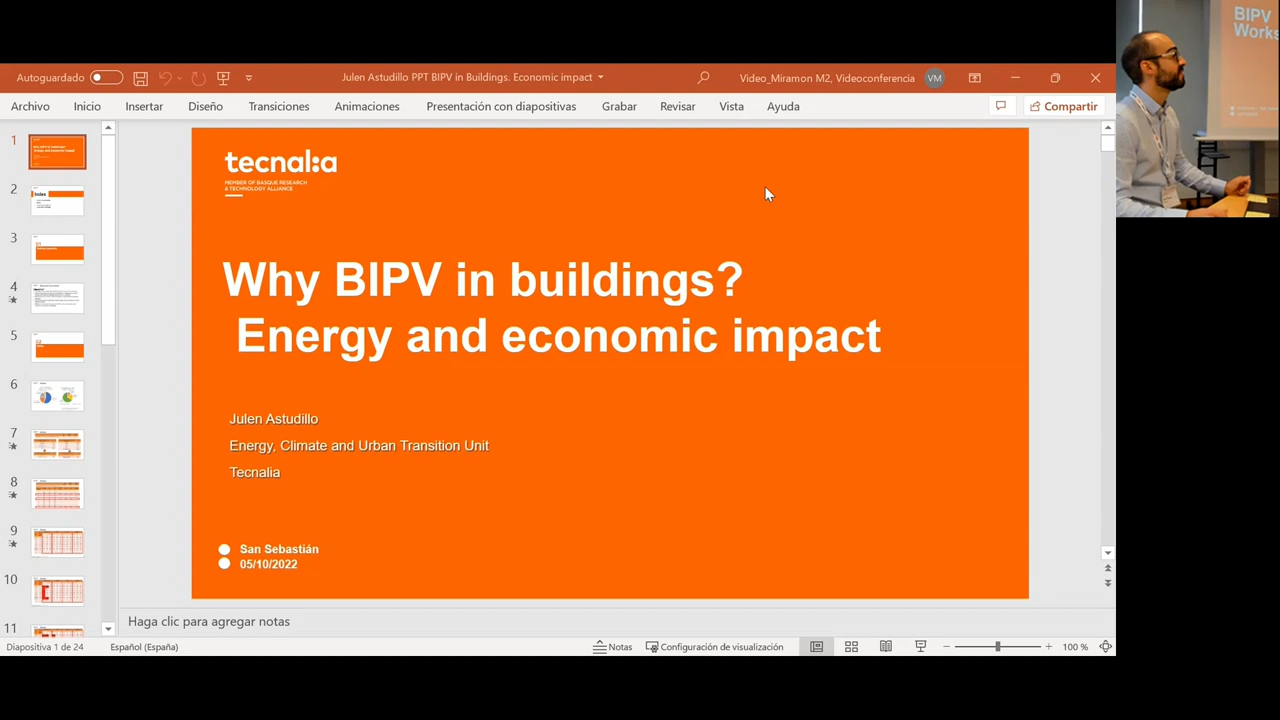 Autoguardado
Julen Astudillo PPT BIPV in Buildings. Economic impact
Video_Miramon M2, Videoconferencia
VM
Archivo
Inicio
Insertar
Diseño
Transiciones
Animaciones
Presentación con diapositivas
Grabar
Revisar
Vista
Ayuda
Compartir
1
2
3
4
5
6
7
8
9
10
11
Index
tecnal:a
MEMBER OF BASQUE RESEARCH
& TECHNOLOGY ALLIANCE
Why BIPV in buildings?
Energy and economic impact
Julen Astudillo
Energy, Climate and Urban Transition Unit
Tecnalia
San Sebastián
05/10/2022
Haga clic para agregar notas
Diapositiva 1 de 24
Español (España)
Notas
Configuración de visualización
100 %
BIPV
Works